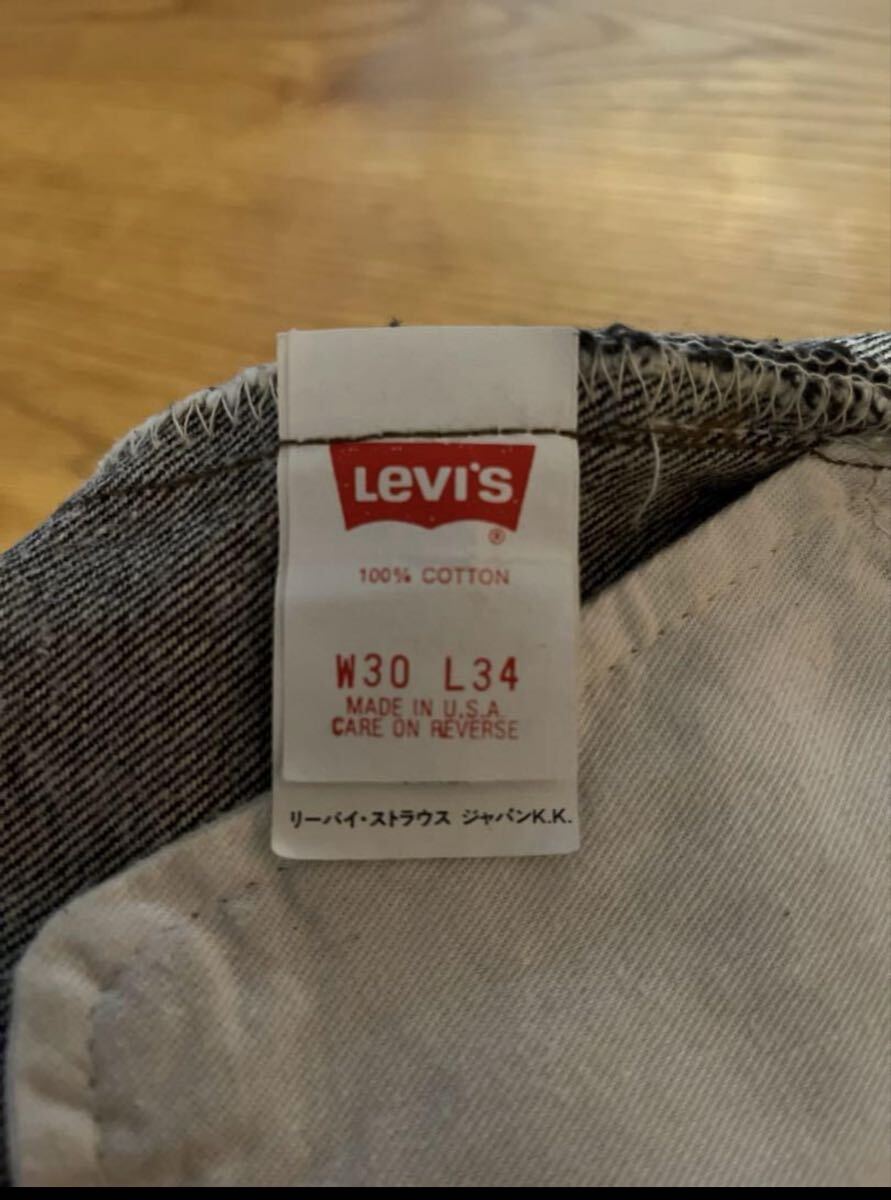 Levi's
®
100% COTTON
W30 L34
MADE IN U.S.A.
CARE ON REVERSE
リーバイ・ストラウス ジャパンK.K.